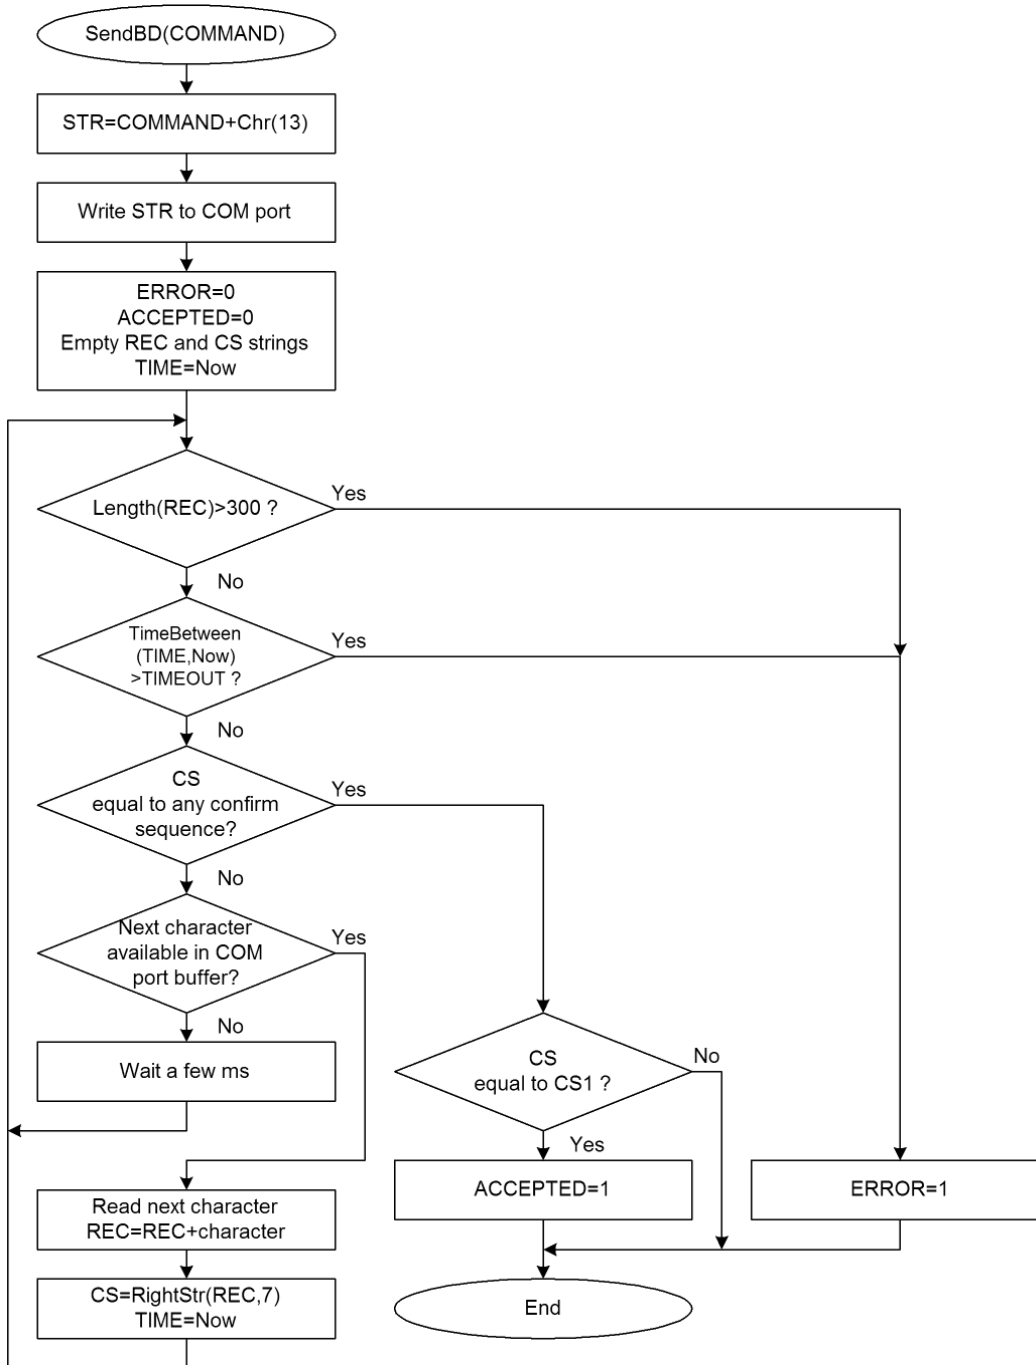 SendBD(COMMAND)
STR=COMMAND+Chr(13)
Write STR to COM port
ERROR=0
ACCEPTED=0
Empty REC and CS strings
TIME=Now
Length(REC)>300 ?
Yes
No
TimeBetween
(TIME,Now)
>TIMEOUT ?
Yes
No
CS
equal to any confirm
sequence?
Yes
No
Next character
available in COM
port buffer?
Yes
No
Wait a few ms
CS
equal to CS1 ?
No
Yes
ACCEPTED=1
ERROR=1
Read next character
REC=REC+character
CS=RightStr(REC,7)
TIME=Now
End